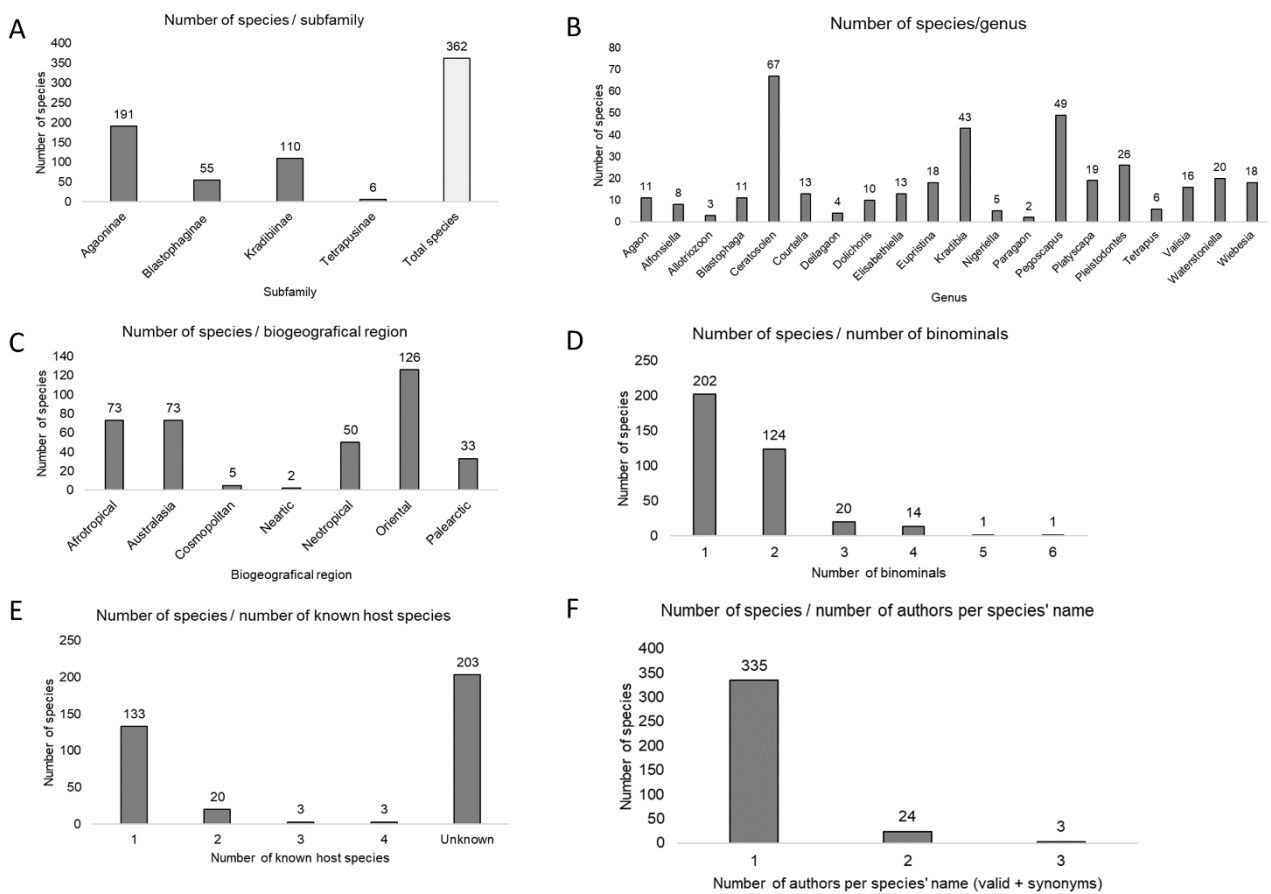 A
Number of species / subfamily
Number of species
400
350
300
250
200
150
100
50
0
191
55
110
6
362
Agaoninae
Blastophaginae
Kradibiinae
Tetrapusinae
Total species
Subfamily
B
Number of species/genus
Number of species
80
70
60
50
40
30
20
10
0
11
8
3
11
67
13
4
10
13
18
43
5
2
49
19
26
6
16
20
18
Agaon
Alfonsiella
Allotriozoon
Blastophaga
Ceratosolen
Courtella
Deilagaon
Dolichoris
Elisabethiella
Eupristina
Kradibia
Nigeriella
Paragaon
Pegoscapus
Platyscapa
Pleistodontes
Tetrapus
Valisia
Waterstoniella
Wiebesia
Genus
C
Number of species / biogeografical region
Number of species
140
120
100
80
60
40
20
0
73
73
5
2
50
126
33
Afrotropical
Australasia
Cosmopolitan
Neartic
Neotropical
Oriental
Palearctic
Biogeografical region
D
Number of species / number of binominals
Number of species
250
200
150
100
50
0
202
124
20
14
1
1
1
2
3
4
5
6
Number of binominals
E
Number of species / number of known host species
Number of species
250
200
150
100
50
0
133
20
3
3
203
1
2
3
4
Unknown
Number of known host species
F
Number of species / number of authors per species' name
Number of species
400
350
300
250
200
150
100
50
0
335
24
3
1
2
3
Number of authors per species' name (valid + synonyms)